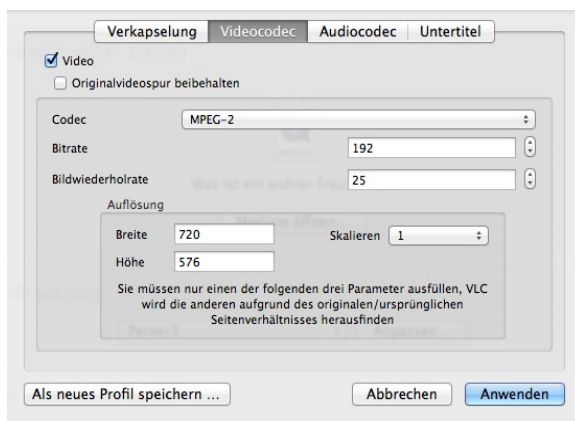 Verkapselung Videocodec Audiocodec Untertitel
Video
Originalvideospur beibehalten
Codec MPEG-2
Bitrate 192
Bildwiederholrate 25
Auflösung
Breite 720 Skalieren 1
Höhe 576
Sie müssen nur einen der folgenden drei Parameter ausfüllen, VLC
wird die anderen aufgrund des originalen/ursprünglichen
Seitenverhältnisses herausfinden
Als neues Profil speichern ... Abbrechen Anwenden